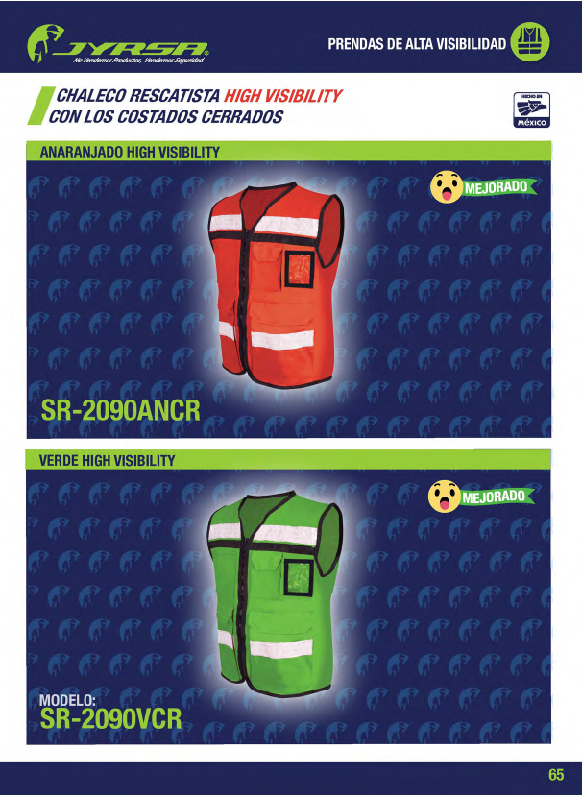 JYRSA®
No Vendemos Productos, Vendemos Seguridad
PRENDAS DE ALTA VISIBILIDAD
CHALECO RESCATISTA HIGH VISIBILITY
CON LOS COSTADOS CERRADOS
HECHO EN
MÉXICO
ANARANJADO HIGH VISIBILITY
MEJORADO
SR-2090ANCR
VERDE HIGH VISIBILITY
MEJORADO
MODELO:
SR-2090VCR
65